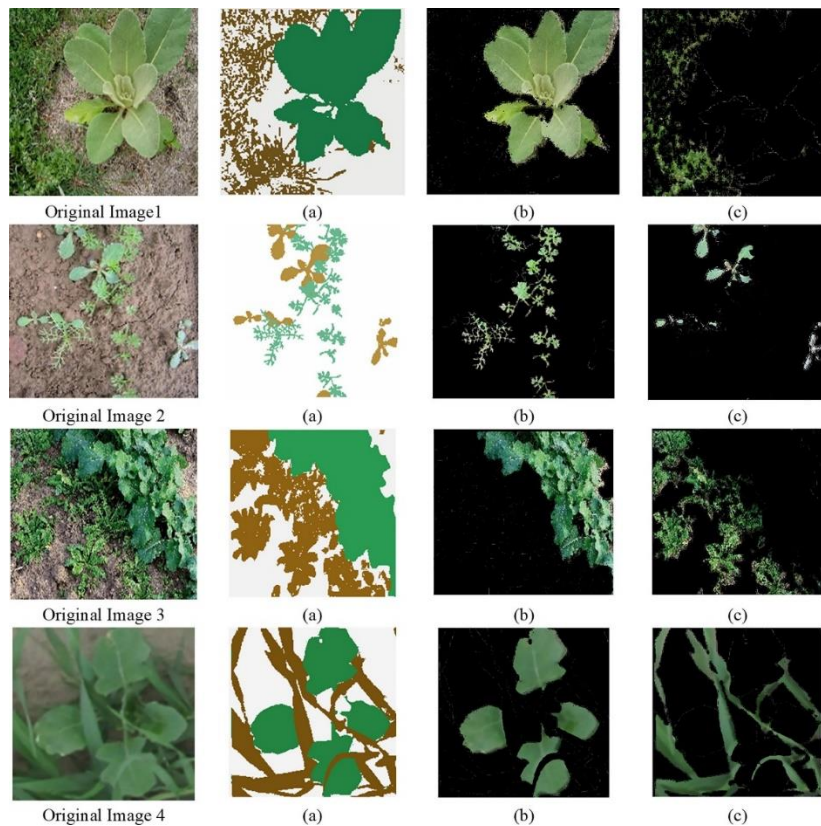 Original Image1 (a) (b) (c)
Original Image 2 (a) (b) (c)
Original Image 3 (a) (b) (c)
Original Image 4 (a) (b) (c)